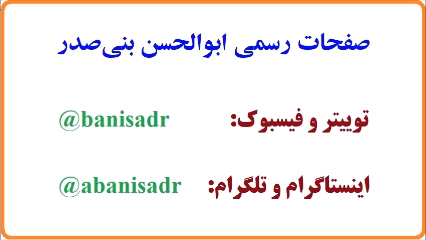 صفحات رسمی ابوالحسن بنی‌صدر
توییتر و فیسبوک: @banisadr
اینستاگرام و تلگرام: @abanisadr